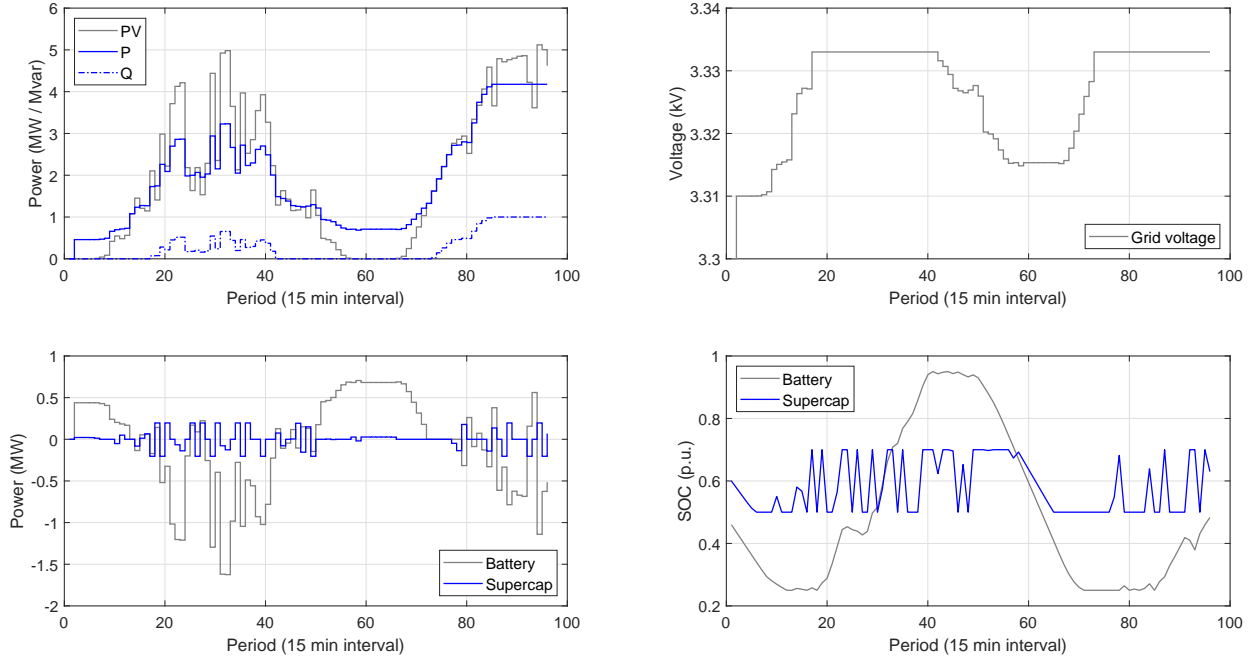 6
5
4
3
2
1
0
Power (MW / Mvar)
PV
P
Q
0 20 40 60 80 100
Period (15 min interval)
3.34
3.33
3.32
3.31
3.3
Voltage (kV)
Grid voltage
0 20 40 60 80 100
Period (15 min interval)
1
0.5
0
-0.5
-1
-1.5
-2
Power (MW)
Battery
Supercap
0 20 40 60 80 100
Period (15 min interval)
1
0.8
0.6
0.4
0.2
SOC (p.u.)
Battery
Supercap
0 20 40 60 80 100
Period (15 min interval)